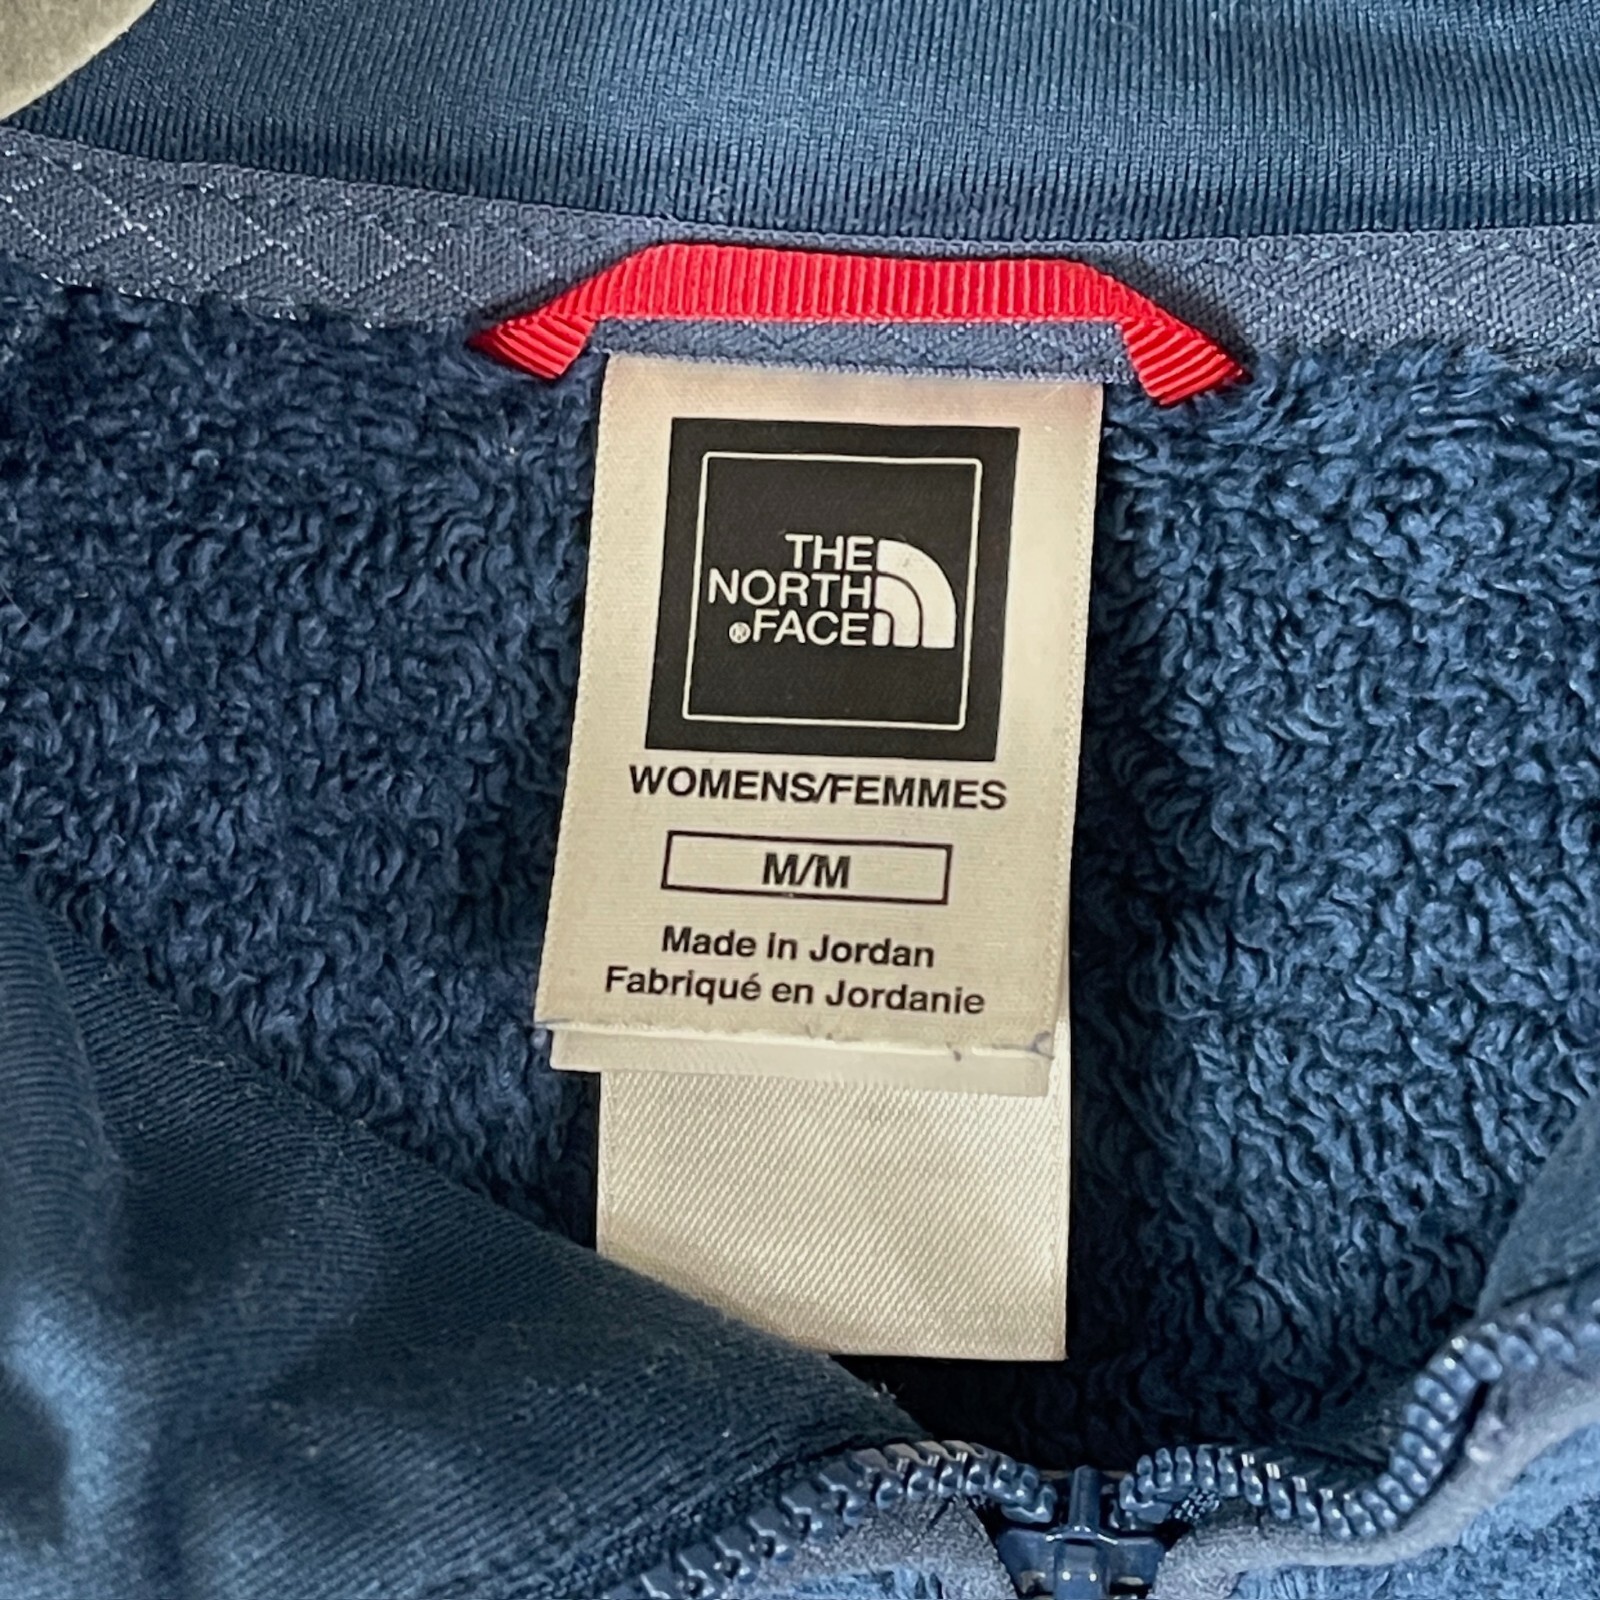 THE
NORTH
®FACE
WOMENS/FEMMES
M/M
Made in Jordan
Fabriqué en Jordanie